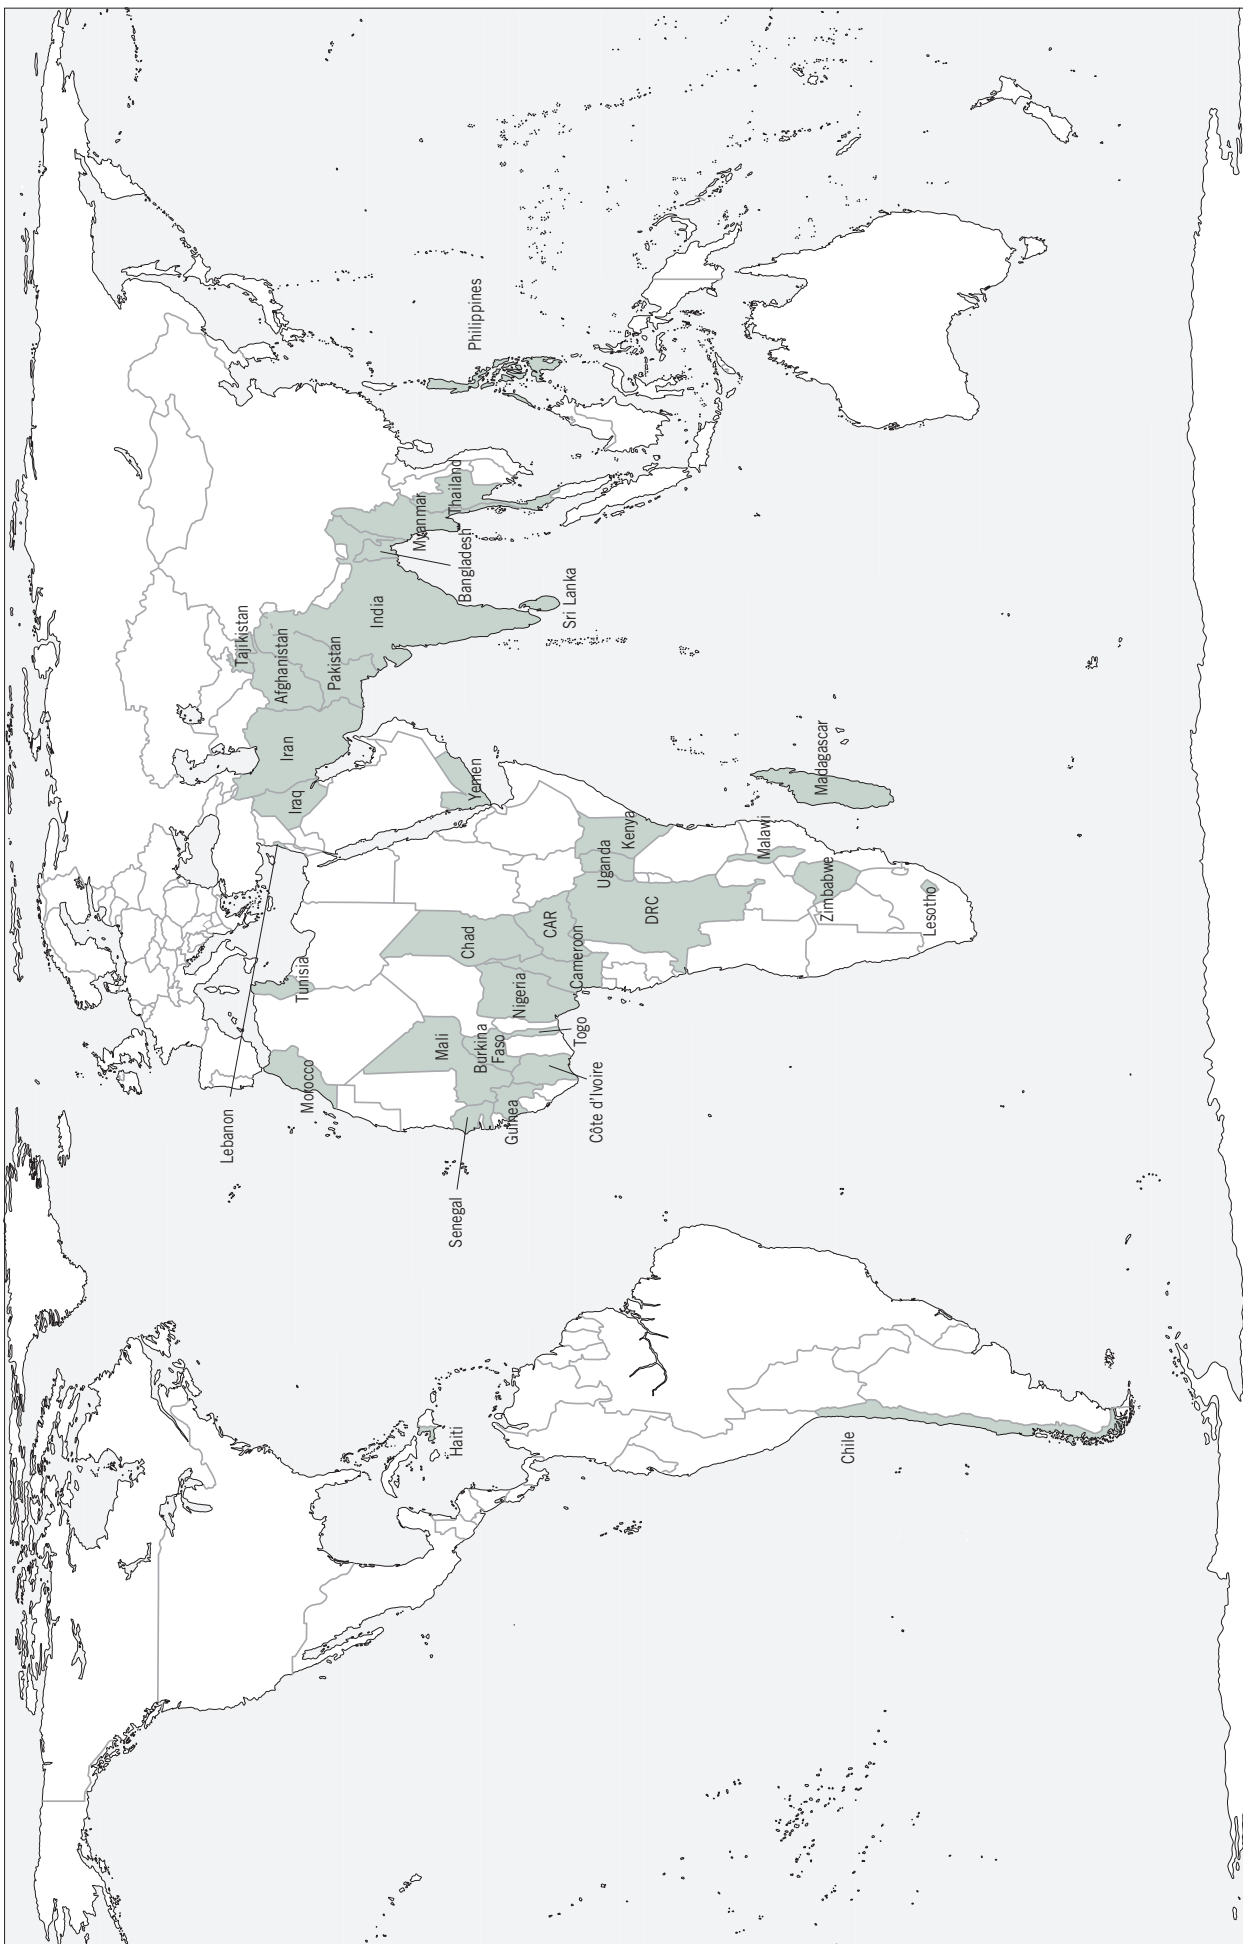 Haiti
Chile
Senegal
Lebanon
Morocco
Guinea
Côte d'Ivoire
Mali
Burkina
Faso
Togo
Tunisia
Nigeria
Cameroon
Chad
CAR
DRC
Uganda
Kenya
Malawi
Zimbabwe
Lesotho
Madagascar
Yemen
Iraq
Iran
Tajikistan
Afghanistan
Pakistan
India
Sri Lanka
Bangladesh
Myanmar
Thailand
Philippines